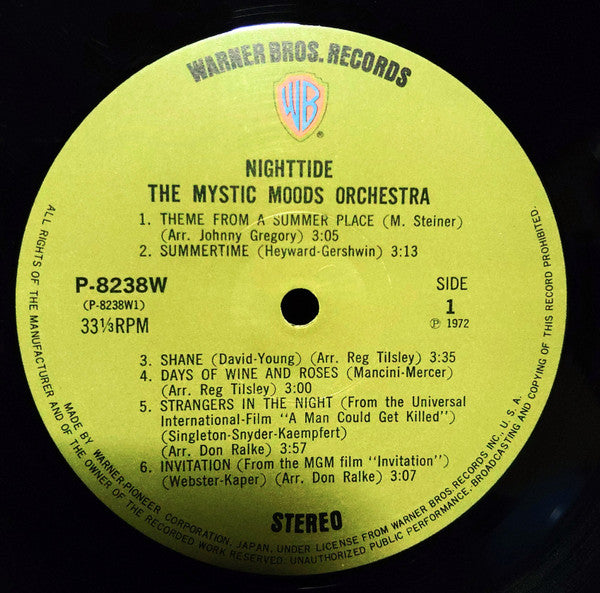 WARNER BROS. RECORDS
WB
®
NIGHTTIDE
THE MYSTIC MOODS ORCHESTRA
1. THEME FROM A SUMMER PLACE (M. Steiner)
(Arr. Johnny Gregory) 3:05
2. SUMMERTIME (Heyward-Gershwin) 3:13
P-8238W
(P-8238W1)
33⅓RPM
SIDE
1
℗ 1972
3. SHANE (David-Young) (Arr. Reg Tilsley) 3:35
4. DAYS OF WINE AND ROSES (Mancini-Mercer)
(Arr. Reg Tilsley) 3:00
5. STRANGERS IN THE NIGHT (From the Universal
International-Film "A Man Could Get Killed")
(Singleton-Snyder-Kaempfert)
(Arr. Don Ralke) 3:57
6. INVITATION (From the MGM film "Invitation")
(Webster-Kaper) (Arr. Don Ralke) 3:07
STEREO
MADE BY WARNER-PIONEER CORPORATION, JAPAN, UNDER LICENSE FROM WARNER BROS. RECORDS INC., U.S.A.
ALL RIGHTS OF THE MANUFACTURER AND OF THE OWNER OF THE RECORDED WORK RESERVED. UNAUTHORIZED PUBLIC PERFORMANCE, BROADCASTING AND COPYING OF THIS RECORD PROHIBITED.